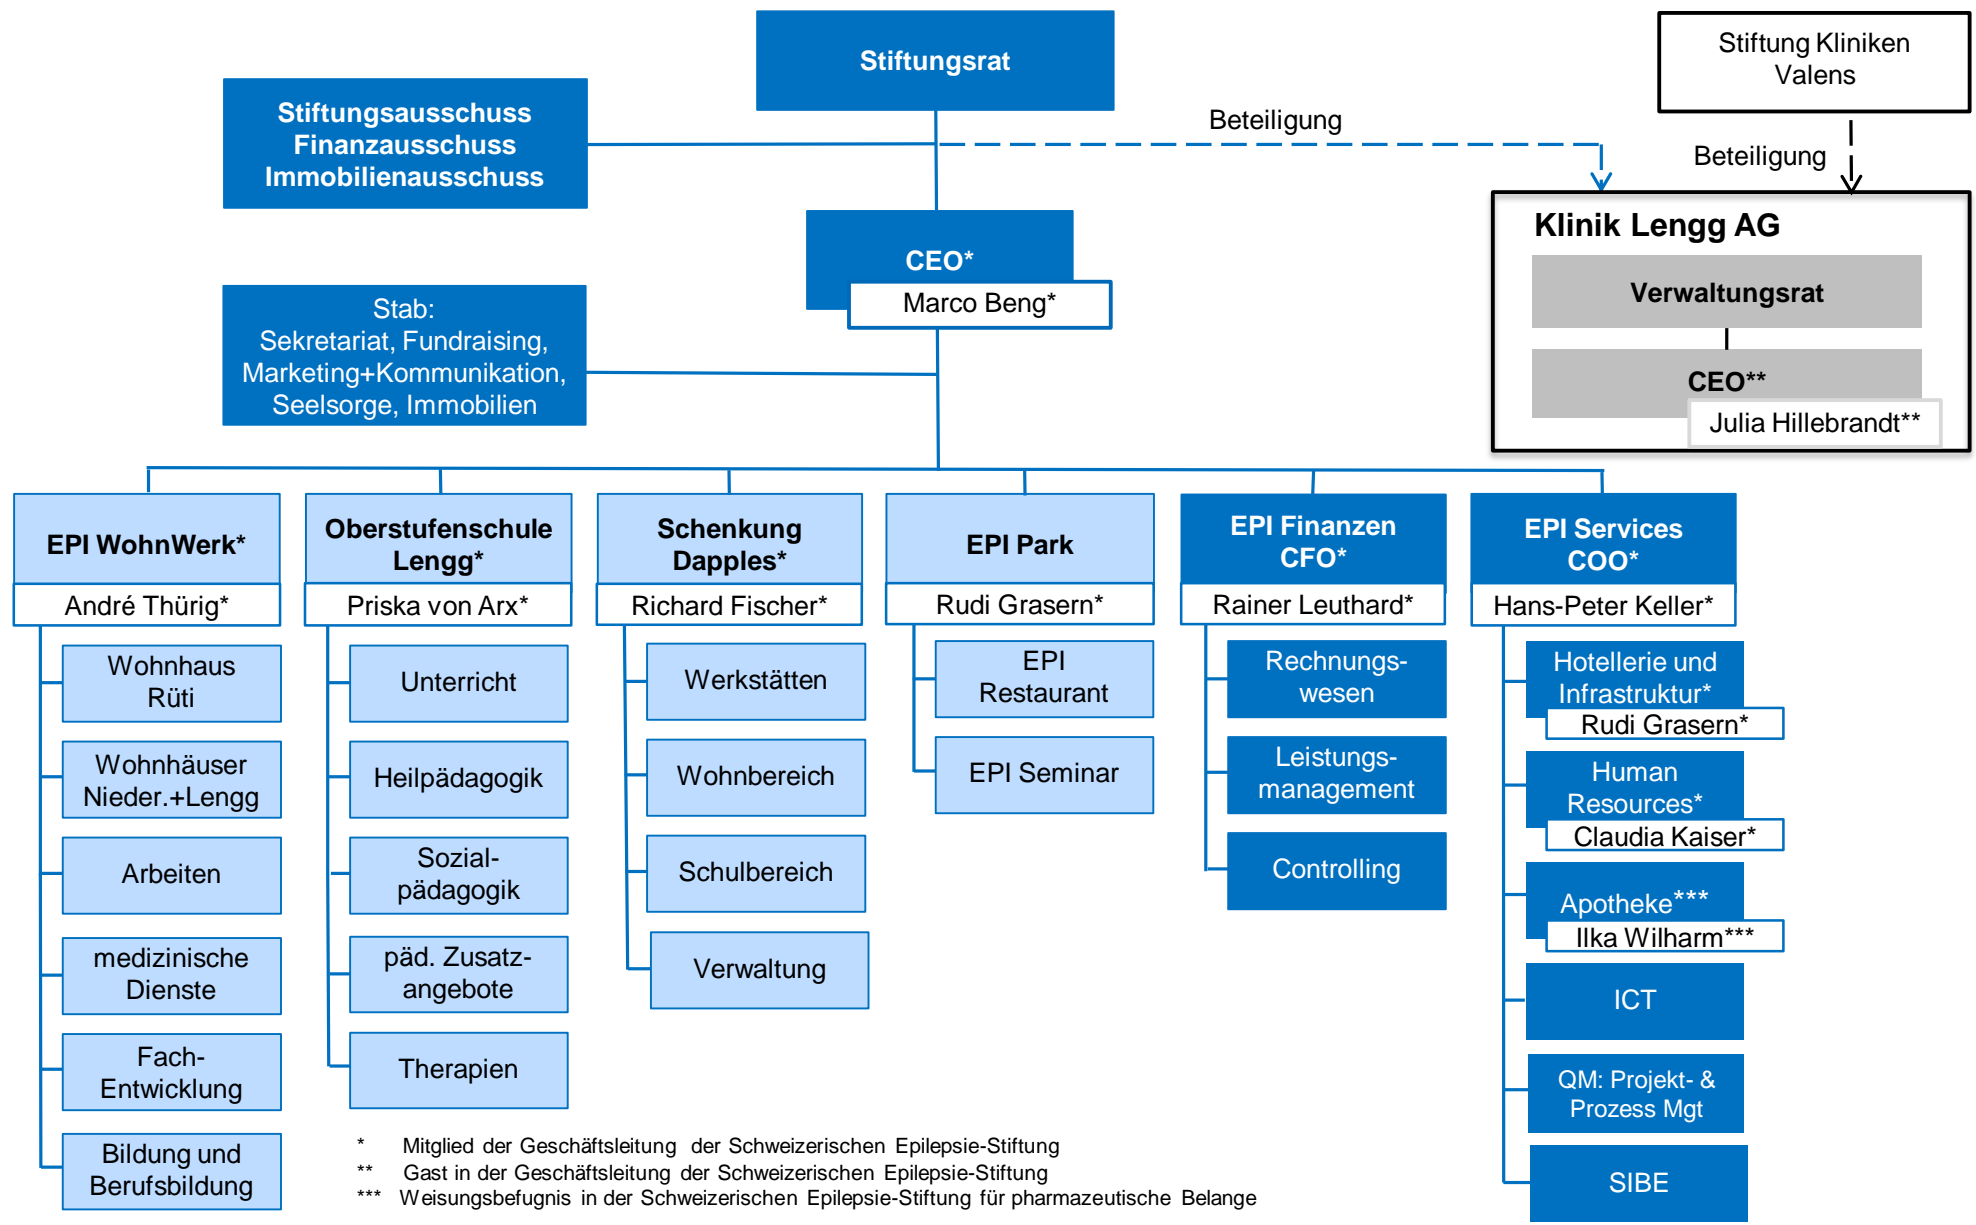 Stiftungsrat
Stiftung Kliniken
Valens
Stiftungsausschuss
Finanzausschuss
Immobilienausschuss
Beteiligung
Beteiligung
CEO*
Marco Beng*
Klinik Lengg AG
Verwaltungsrat
CEO**
Julia Hillebrandt**
Stab:
Sekretariat, Fundraising,
Marketing+Kommunikation,
Seelsorge, Immobilien
EPI WohnWerk*
André Thürig*
Wohnhaus
Rüti
Wohnhäuser
Nieder.+Lengg
Arbeiten
medizinische
Dienste
Fach-
Entwicklung
Bildung und
Berufsbildung
Oberstufenschule
Lengg*
Priska von Arx*
Unterricht
Heilpädagogik
Sozial-
pädagogik
päd. Zusatz-
angebote
Therapien
Schenkung
Dapples*
Richard Fischer*
Werkstätten
Wohnbereich
Schulbereich
Verwaltung
EPI Park
Rudi Grasern*
EPI
Restaurant
EPI Seminar
EPI Finanzen
CFO*
Rainer Leuthard*
Rechnungs-
wesen
Leistungs-
management
Controlling
EPI Services
COO*
Hans-Peter Keller*
Hotellerie und
Infrastruktur*
Rudi Grasern*
Human
Resources*
Claudia Kaiser*
Apotheke***
Ilka Wilharm***
ICT
QM: Projekt- &
Prozess Mgt
SIBE
* Mitglied der Geschäftsleitung der Schweizerischen Epilepsie-Stiftung
** Gast in der Geschäftsleitung der Schweizerischen Epilepsie-Stiftung
*** Weisungsbefugnis in der Schweizerischen Epilepsie-Stiftung für pharmazeutische Belange